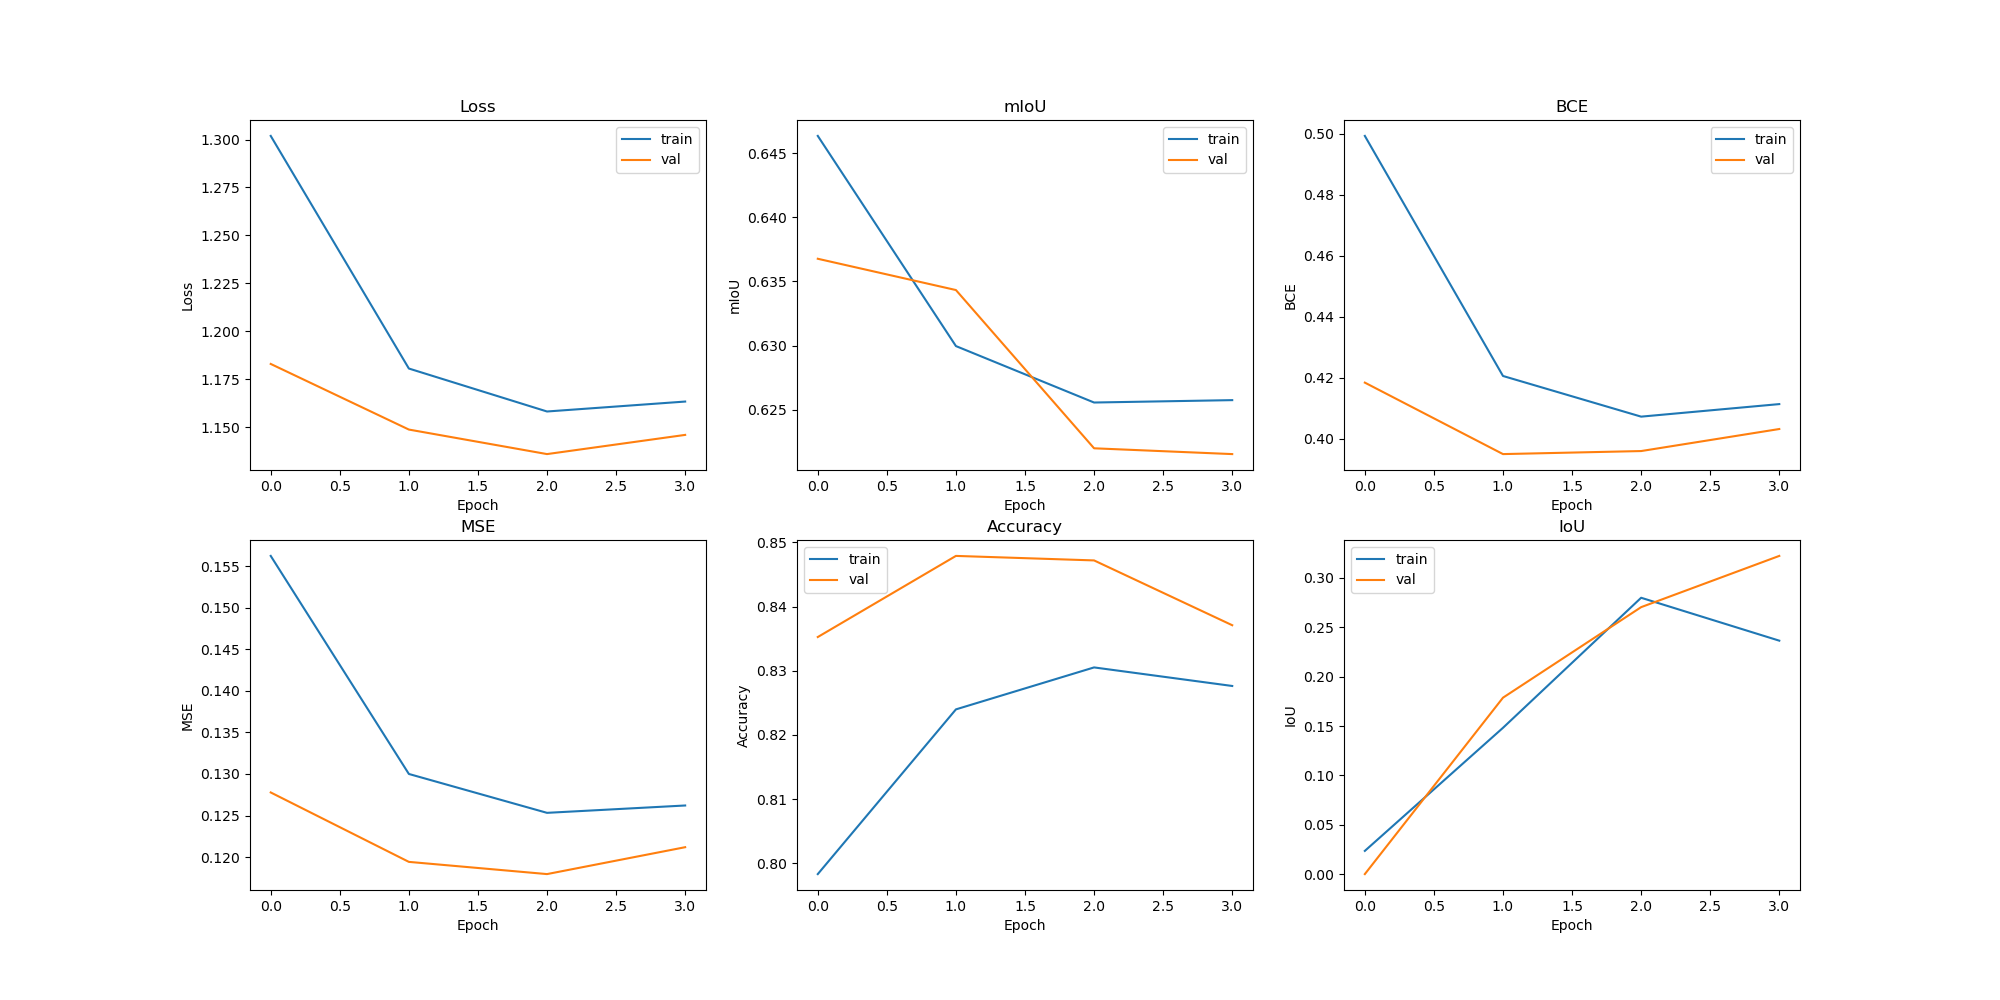 Loss
1.300
1.275
1.250
1.225
1.200
1.175
1.150
Loss
0.0 0.5 1.0 1.5 2.0 2.5 3.0
Epoch
train
val
mIoU
0.645
0.640
0.635
0.630
0.625
mIoU
0.0 0.5 1.0 1.5 2.0 2.5 3.0
Epoch
train
val
BCE
0.50
0.48
0.46
0.44
0.42
0.40
BCE
0.0 0.5 1.0 1.5 2.0 2.5 3.0
Epoch
train
val
MSE
0.155
0.150
0.145
0.140
0.135
0.130
0.125
0.120
MSE
0.0 0.5 1.0 1.5 2.0 2.5 3.0
Epoch
Accuracy
0.85
0.84
0.83
0.82
0.81
0.80
Accuracy
0.0 0.5 1.0 1.5 2.0 2.5 3.0
Epoch
train
val
IoU
0.30
0.25
0.20
0.15
0.10
0.05
0.00
IoU
0.0 0.5 1.0 1.5 2.0 2.5 3.0
Epoch
train
val